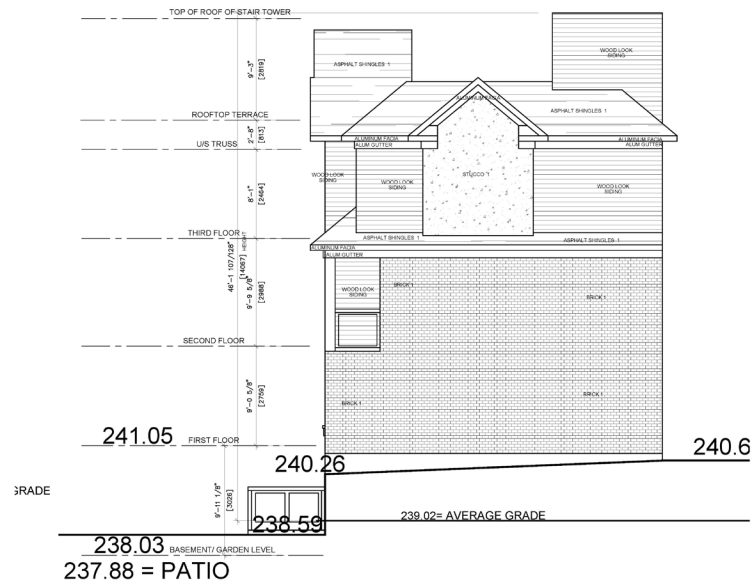 TOP OF ROOF OF STAIR TOWER
9'-3"
[2819]
WOOD LOOK
SIDING
ASPHALT SHINGLES 1
ALUMINUM FACIA
ASPHALT SHINGLES 1
ROOFTOP TERRACE
2'-8"
[813]
ALUMINUM FACIA
ALUM GUTTER
ALUMINUM FACIA
ALUM GUTTER
U/S TRUSS
8'-1"
[2464]
WOOD LOOK
SIDING
WOOD LOOK
SIDING
STUCCO 1
WOOD LOOK
SIDING
THIRD FLOOR
ASPHALT SHINGLES 1
ASPHALT SHINGLES 1
ALUMINUM FACIA
ALUM GUTTER
46'-1 107/128"
[14067] HEIGHT
9'-9 5/8"
[2988]
WOOD LOOK
SIDING
BRICK 1
BRICK 1
SECOND FLOOR
9'-0 5/8"
[2759]
BRICK 1
BRICK 1
241.05 FIRST FLOOR
240.6
240.26
GRADE
9'-11 1/8"
[3026]
238.59
239.02= AVERAGE GRADE
238.03 BASEMENT/ GARDEN LEVEL
237.88 = PATIO